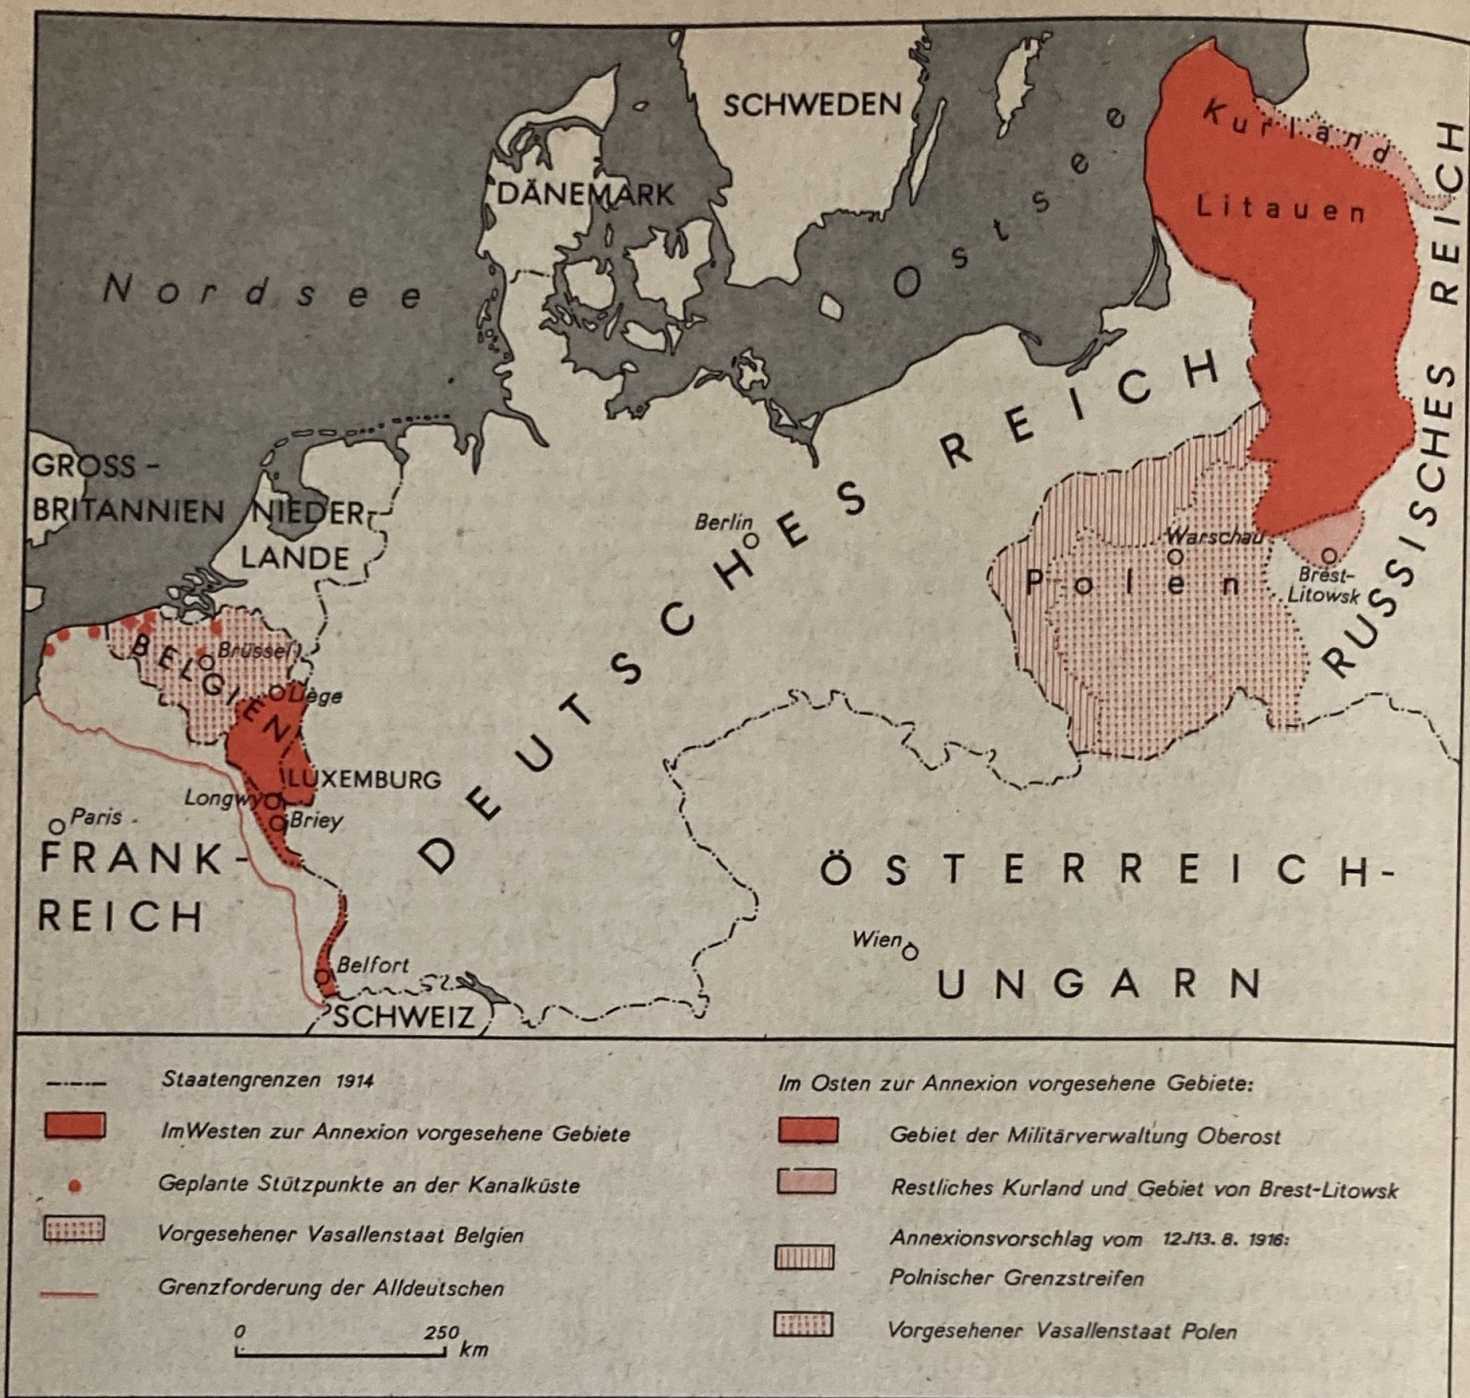 SCHWEDEN
DÄNEMARK
Nordsee
Ostsee
Kurland
Litauen
RUSSISCHES REICH
GROSS-
BRITANNIEN
NIEDER-
LANDE
DEUTSCHES REICH
Berlin
Warschau
Polen
Brest-
Litowsk
BELGIEN
Brüssel
Liège
LUXEMBURG
Longwy
Briey
Paris
FRANK-
REICH
Belfort
SCHWEIZ
ÖSTERREICH-
Wien
UNGARN
Staatengrenzen 1914
Im Westen zur Annexion vorgesehene Gebiete
Geplante Stützpunkte an der Kanalküste
Vorgesehener Vasallenstaat Belgien
Grenzforderung der Alldeutschen
0 250
km
Im Osten zur Annexion vorgesehene Gebiete:
Gebiet der Militärverwaltung Oberost
Restliches Kurland und Gebiet von Brest-Litowsk
Annexionsvorschlag vom 12./13. 8. 1916:
Polnischer Grenzstreifen
Vorgesehener Vasallenstaat Polen